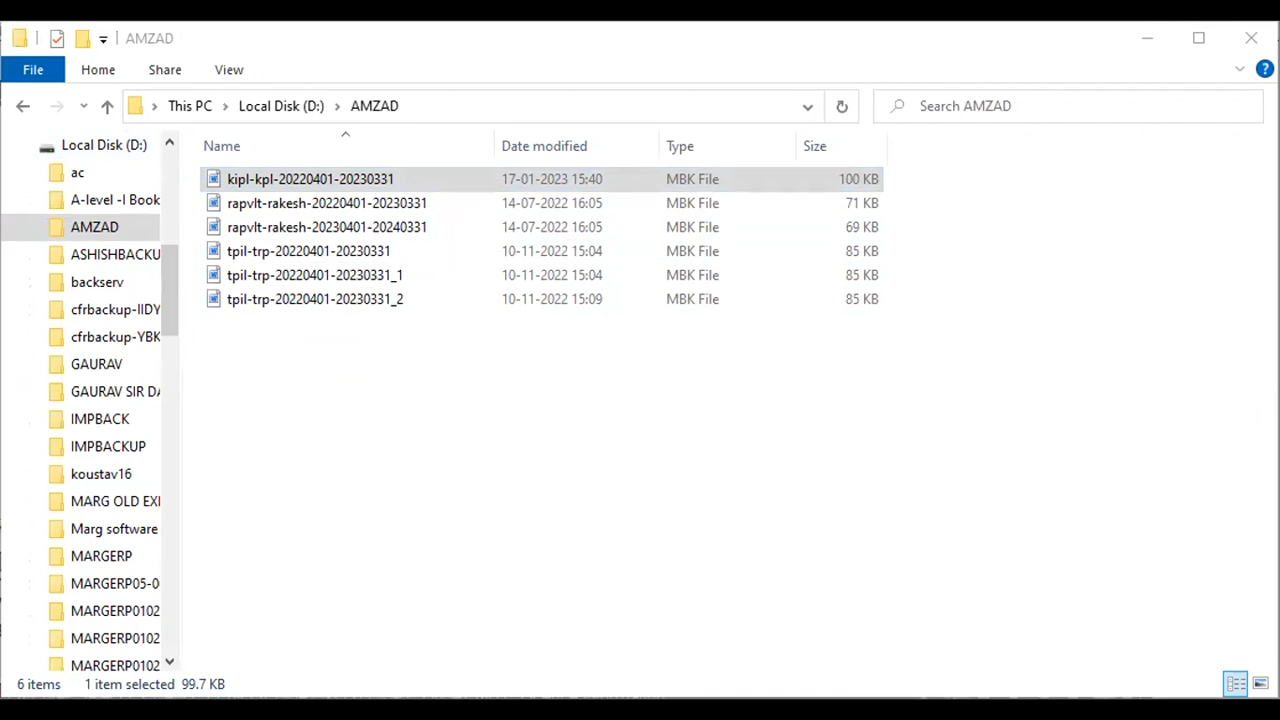 AMZAD
File Home Share View
This PC Local Disk (D:) AMZAD Search AMZAD
Name Date modified Type Size
Local Disk (D:)
ac
A-level -I Book
AMZAD
ASHISHBACKU
backserv
cfrbackup-IIDY
cfrbackup-YBK
GAURAV
GAURAV SIR DA
IMPBACK
IMPBACKUP
koustav16
MARG OLD EXE
Marg software
MARGERP
MARGERP05-0
MARGERP0102
MARGERP0102
MARGERP0102
kipl-kpl-20220401-20230331 17-01-2023 15:40 MBK File 100 KB
rapvlt-rakesh-20220401-20230331 14-07-2022 16:05 MBK File 71 KB
rapvlt-rakesh-20230401-20240331 14-07-2022 16:05 MBK File 69 KB
tpil-trp-20220401-20230331 10-11-2022 15:04 MBK File 85 KB
tpil-trp-20220401-20230331_1 10-11-2022 15:04 MBK File 85 KB
tpil-trp-20220401-20230331_2 10-11-2022 15:09 MBK File 85 KB
6 items 1 item selected 99.7 KB